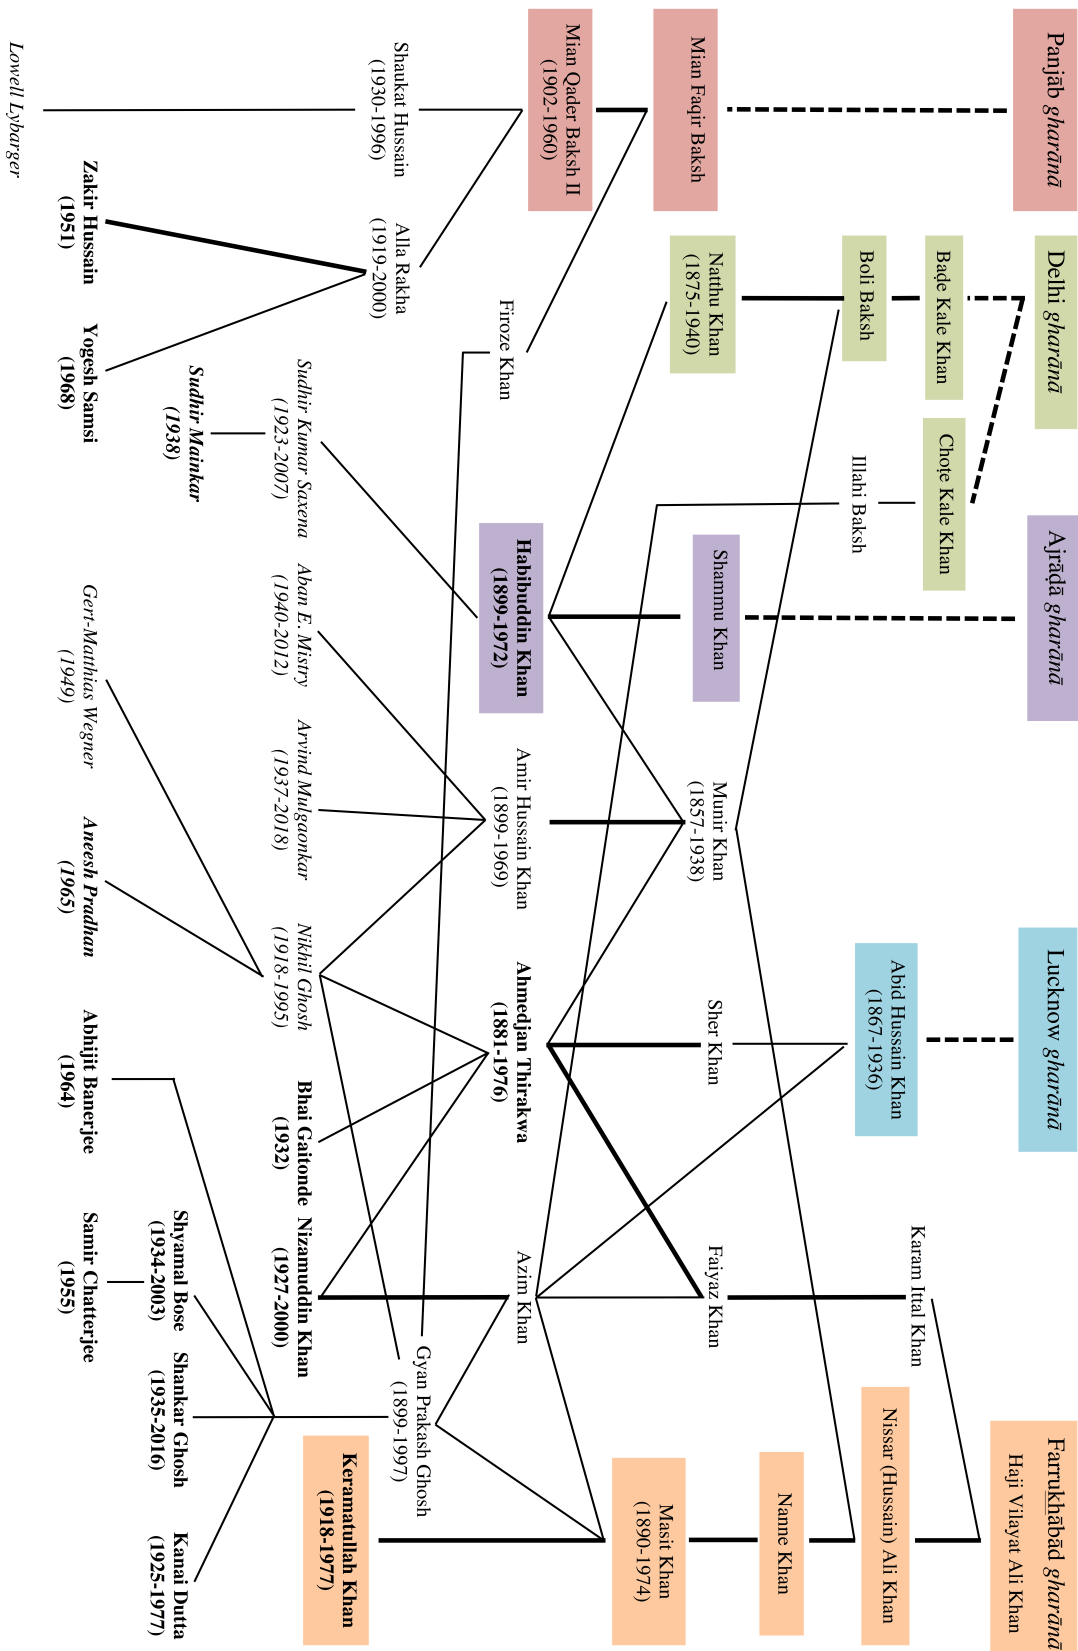 Panjāb gharānā
Delhi gharānā
Ajrāḍā gharānā
Lucknow gharānā
Farrukhābād gharānā
Haji Vilayat Ali Khan
Baḍe Kale Khan
Choṭe Kale Khan
Karam Ittal Khan
Boli Baksh
Illahi Baksh
Abid Hussain Khan
(1867-1936)
Nissar (Hussain) Ali Khan
Mian Faqir Baksh
Natthu Khan
(1875-1940)
Shammu Khan
Munir Khan
(1857-1938)
Sher Khan
Faiyaz Khan
Nanne Khan
Mian Qader Baksh II
(1902-1960)
Firoze Khan
Habibuddin Khan
(1899-1972)
Amir Hussain Khan
(1899-1969)
Ahmedjan Thirakwa
(1881-1976)
Azim Khan
Masit Khan
(1890-1974)
Shaukat Hussain
(1930-1996)
Alla Rakha
(1919-2000)
Gyan Prakash Ghosh
(1899-1997)
Keramatullah Khan
(1918-1977)
Sudhir Kumar Saxena
(1923-2007)
Aban E. Mistry
(1940-2012)
Arvind Mulgaonkar
(1937-2018)
Nikhil Ghosh
(1918-1995)
Bhai Gaitonde
(1932)
Nizamuddin Khan
(1927-2000)
Sudhir Mainkar
(1938)
Shyamal Bose
(1934-2003)
Shankar Ghosh
(1935-2016)
Kanai Dutta
(1925-1977)
Zakir Hussain
(1951)
Yogesh Samsi
(1968)
Gert-Matthias Wegner
(1949)
Aneesh Pradhan
(1965)
Abhijit Banerjee
(1964)
Samir Chatterjee
(1955)
Lowell Lybarger